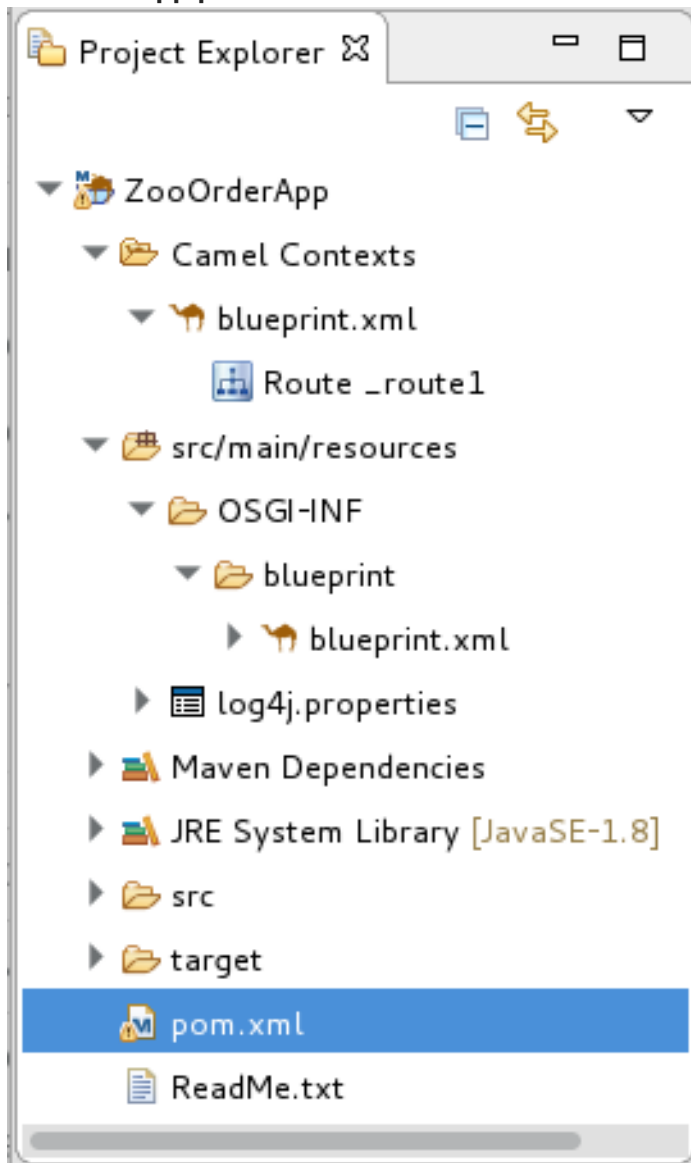 Project Explorer
ZooOrderApp
Camel Contexts
blueprint.xml
Route _route1
src/main/resources
OSGI-INF
blueprint
blueprint.xml
log4j.properties
Maven Dependencies
JRE System Library [JavaSE-1.8]
src
target
pom.xml
ReadMe.txt